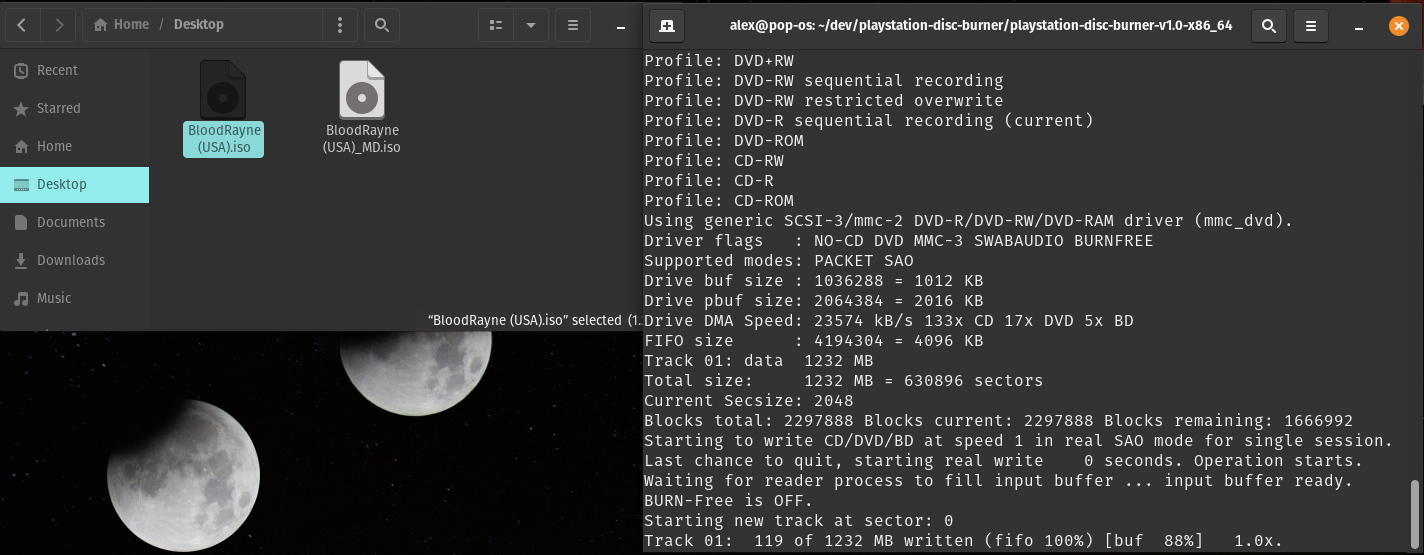 Home / Desktop
Recent
Starred
Home
Desktop
Documents
Downloads
Music
BloodRayne
(USA).iso
BloodRayne
(USA)_MD.iso
“BloodRayne (USA).iso” selected (1.
alex@pop-os: ~/dev/playstation-disc-burner/playstation-disc-burner-v1.0-x86_64
Profile: DVD+RW
Profile: DVD-RW sequential recording
Profile: DVD-RW restricted overwrite
Profile: DVD-R sequential recording (current)
Profile: DVD-ROM
Profile: CD-RW
Profile: CD-R
Profile: CD-ROM
Using generic SCSI-3/mmc-2 DVD-R/DVD-RW/DVD-RAM driver (mmc_dvd).
Driver flags   : NO-CD DVD MMC-3 SWABAUDIO BURNFREE
Supported modes: PACKET SAO
Drive buf size : 1036288 = 1012 KB
Drive pbuf size: 2064384 = 2016 KB
Drive DMA Speed: 23574 kB/s 133x CD 17x DVD 5x BD
FIFO size      : 4194304 = 4096 KB
Track 01: data  1232 MB
Total size:     1232 MB = 630896 sectors
Current Secsize: 2048
Blocks total: 2297888 Blocks current: 2297888 Blocks remaining: 1666992
Starting to write CD/DVD/BD at speed 1 in real SAO mode for single session.
Last chance to quit, starting real write    0 seconds. Operation starts.
Waiting for reader process to fill input buffer ... input buffer ready.
BURN-Free is OFF.
Starting new track at sector: 0
Track 01:  119 of 1232 MB written (fifo 100%) [buf  88%]   1.0x.